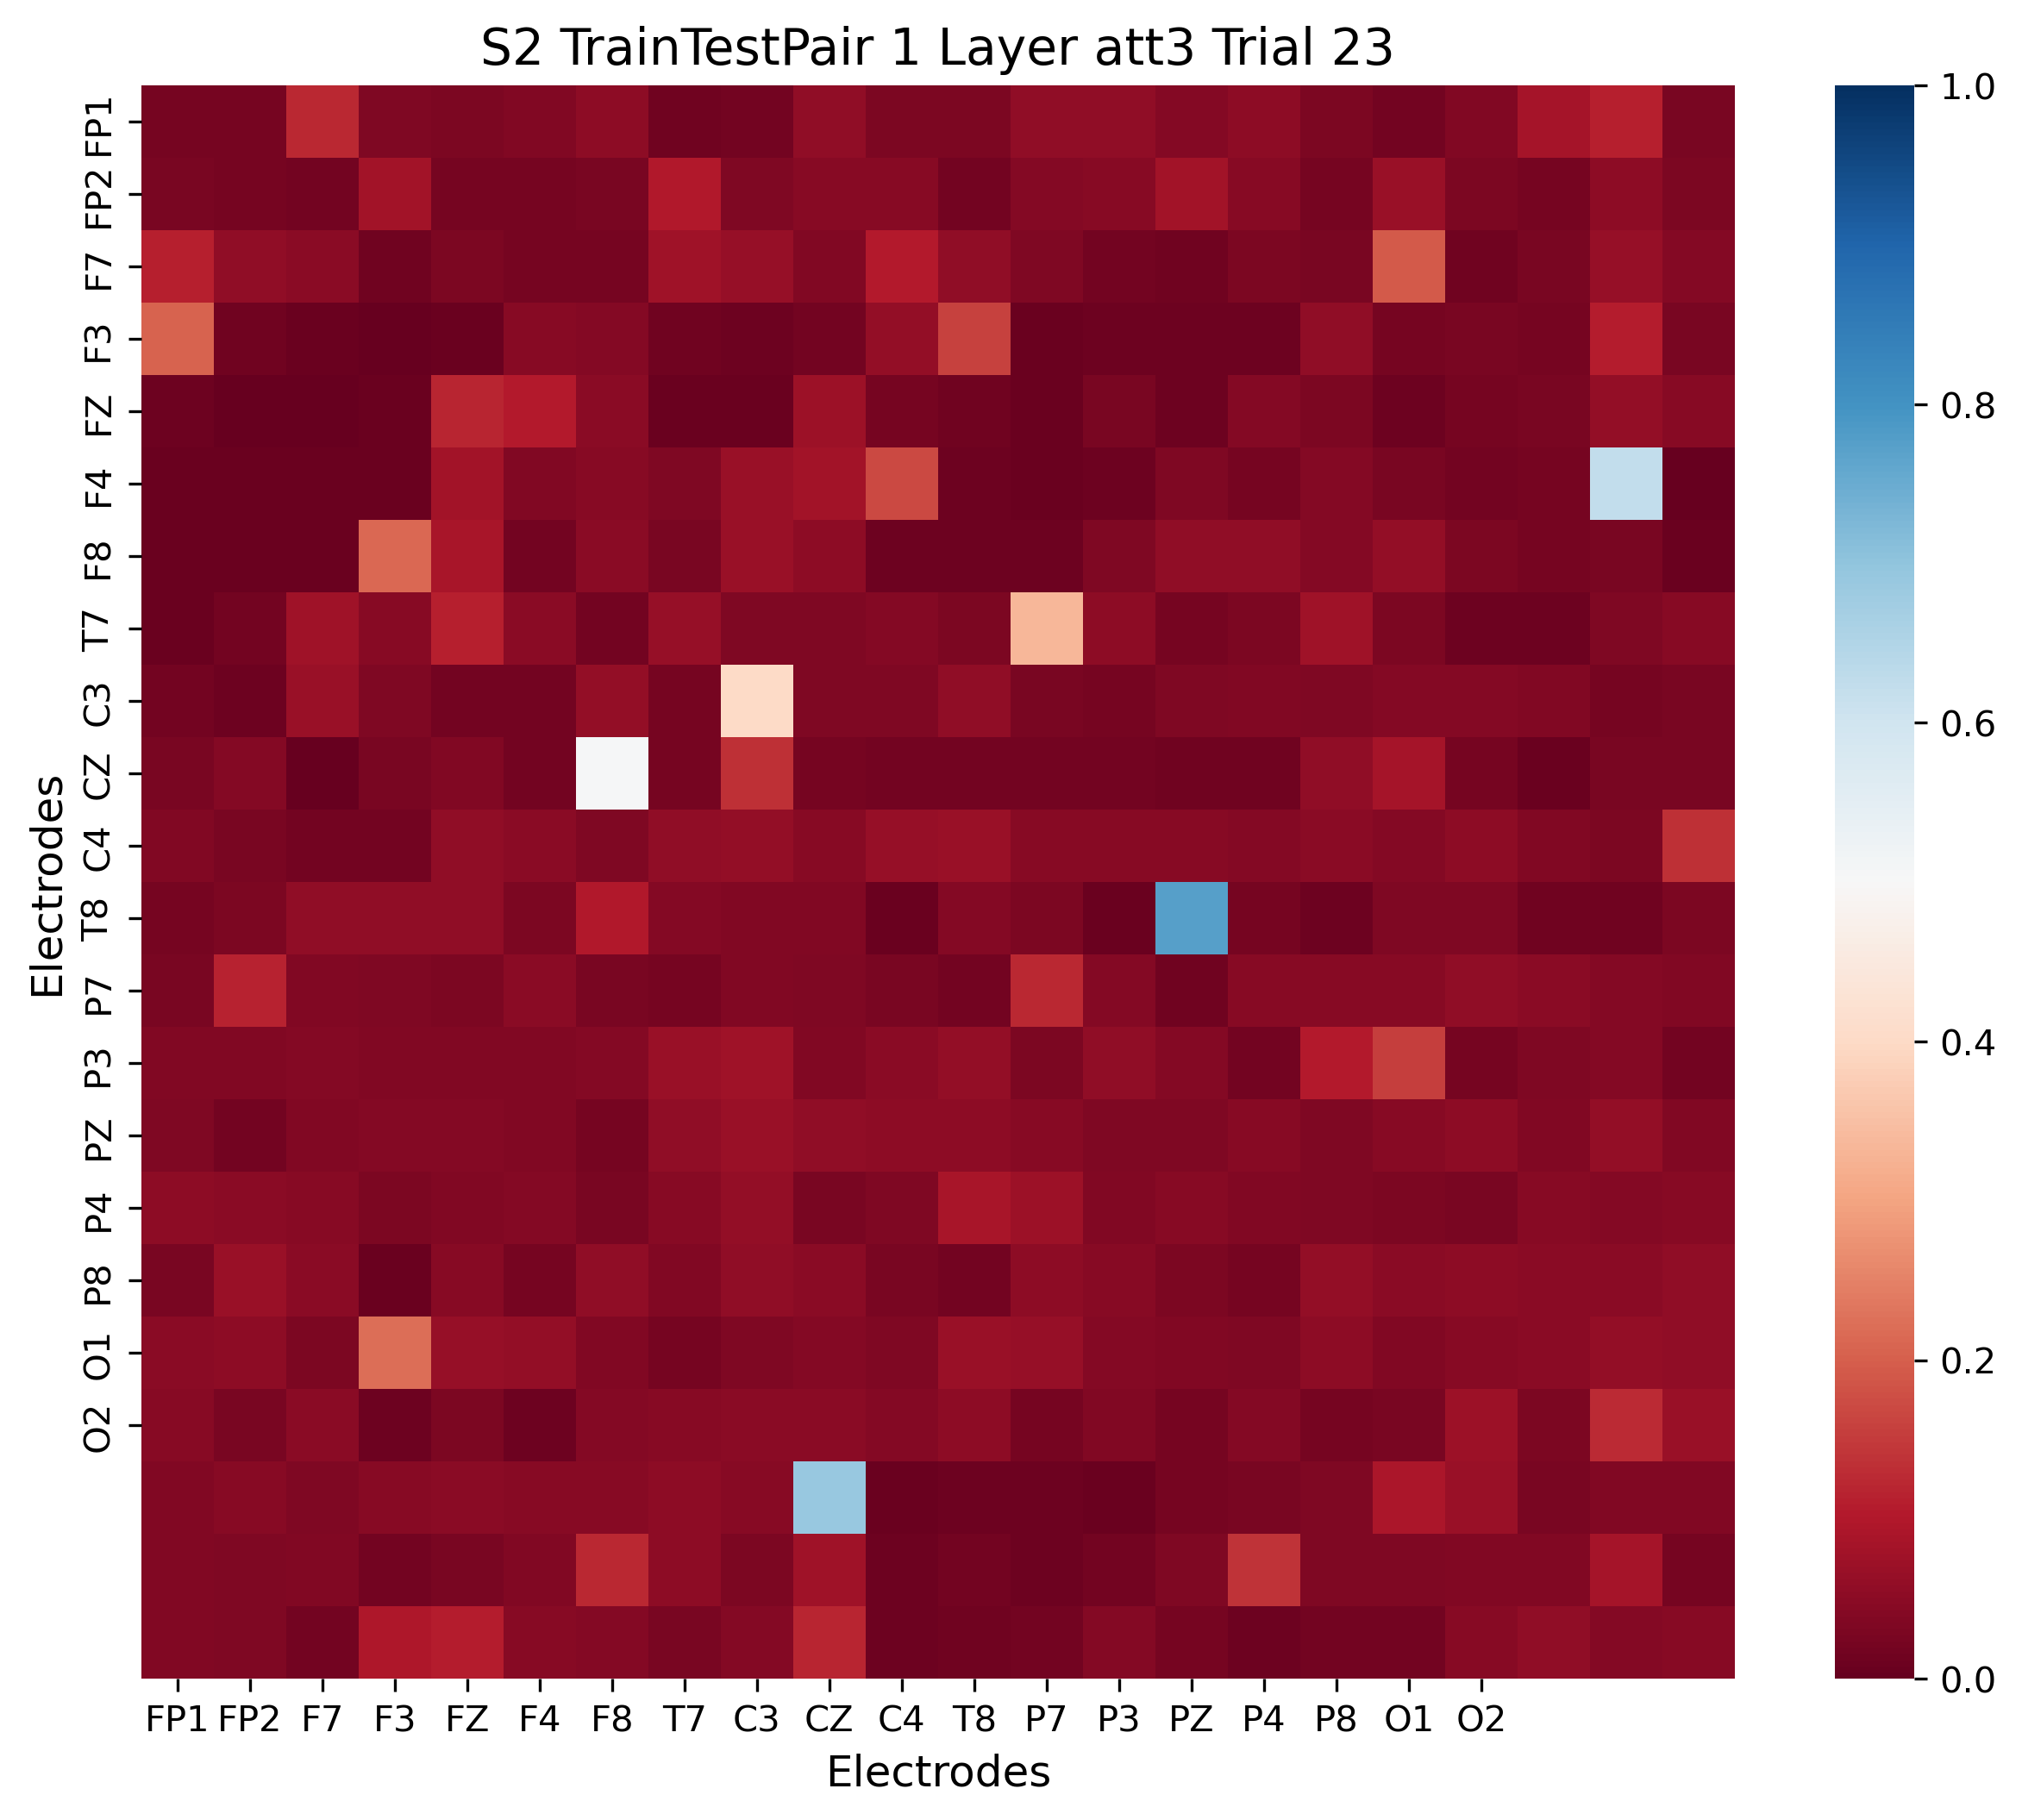 S2 TrainTestPair 1 Layer att3 Trial 23
Electrodes
FP1
FP2
F7
F3
FZ
F4
F8
T7
C3
CZ
C4
T8
P7
P3
PZ
P4
P8
O1
O2
FP1 FP2 F7 F3 FZ F4 F8 T7 C3 CZ C4 T8 P7 P3 PZ P4 P8 O1 O2
Electrodes
1.0
0.8
0.6
0.4
0.2
0.0